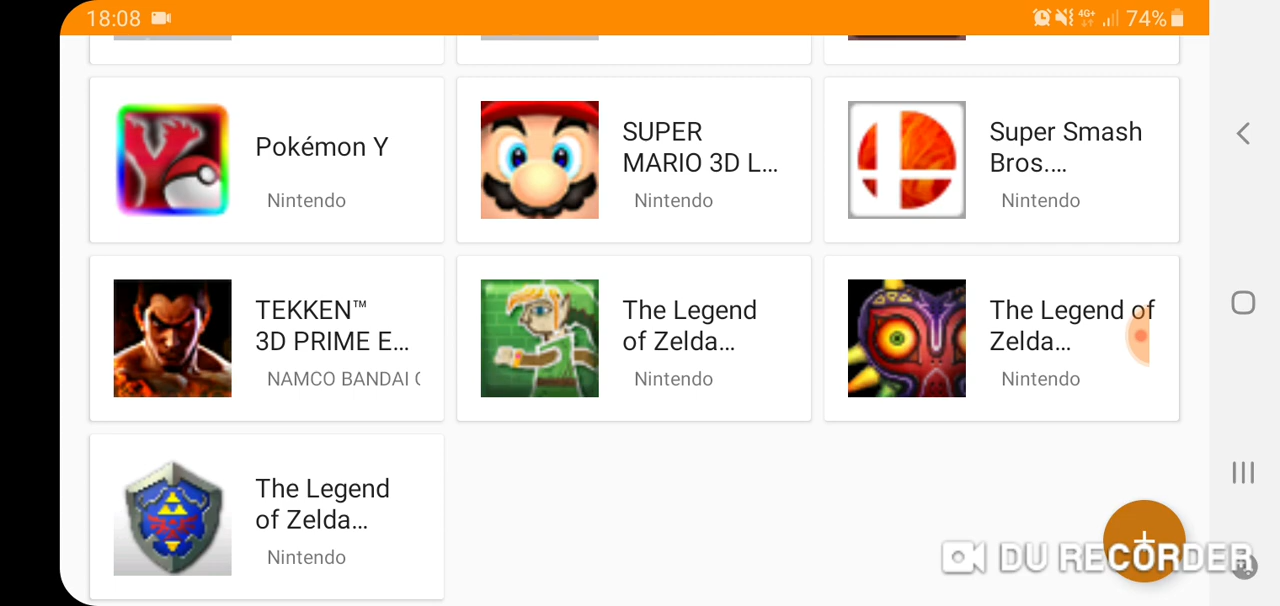 18:08 4G+ 74%
Pokémon Y
Nintendo
SUPER
MARIO 3D L...
Nintendo
Super Smash
Bros....
Nintendo
TEKKEN™
3D PRIME E...
NAMCO BANDAI
The Legend
of Zelda...
Nintendo
The Legend of
Zelda...
Nintendo
The Legend
of Zelda...
Nintendo
+
DU RECORDER